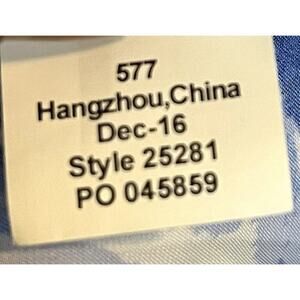 577
Hangzhou,China
Dec-16
Style 25281
PO 045859